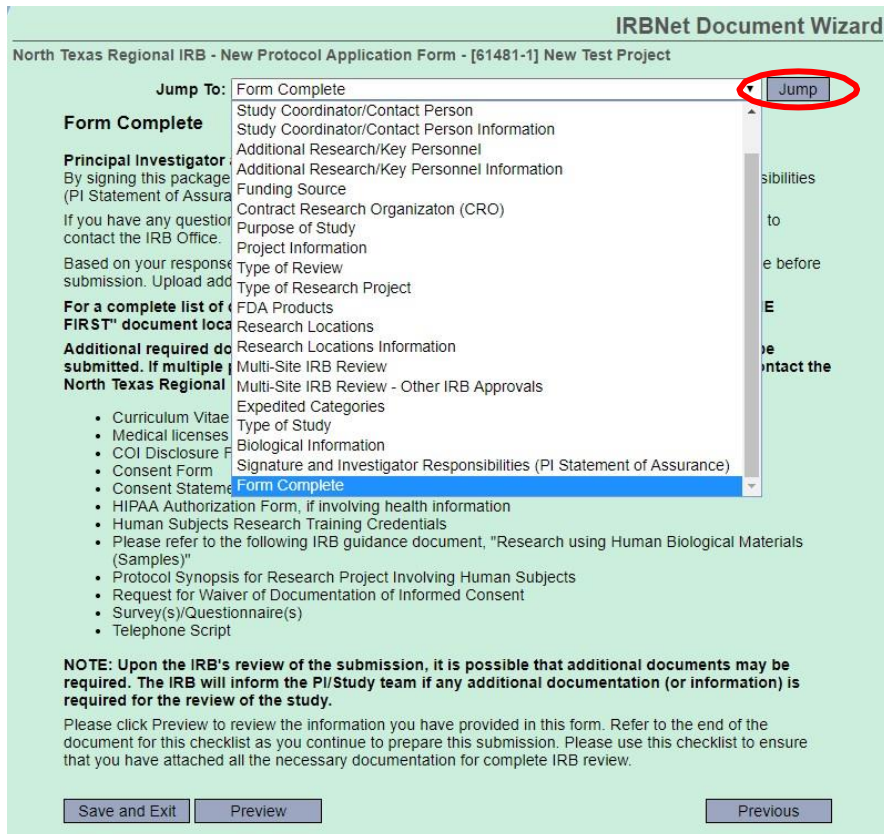 IRBNet Document Wizard
North Texas Regional IRB - New Protocol Application Form - [61481-1] New Test Project
Jump To: Form Complete Jump
Study Coordinator/Contact Person
Study Coordinator/Contact Person Information
Additional Research/Key Personnel
Additional Research/Key Personnel Information
Funding Source
Contract Research Organizaton (CRO)
Purpose of Study
Project Information
Type of Review
Type of Research Project
FDA Products
Research Locations
Research Locations Information
Multi-Site IRB Review
Multi-Site IRB Review - Other IRB Approvals
Expedited Categories
Type of Study
Biological Information
Signature and Investigator Responsibilities (PI Statement of Assurance)
Form Complete
Form Complete
Principal Investigator
By signing this package sibilities
(PI Statement of Assura
If you have any question to
contact the IRB Office.
Based on your response e before
submission. Upload add
For a complete list of E
FIRST" document loca
Additional required do be
submitted. If multiple ontact the
North Texas Regional
• Curriculum Vitae
• Medical licenses
• COI Disclosure F
• Consent Form
• Consent Stateme
• HIPAA Authorization Form, if involving health information
• Human Subjects Research Training Credentials
• Please refer to the following IRB guidance document, "Research using Human Biological Materials
(Samples)"
• Protocol Synopsis for Research Project Involving Human Subjects
• Request for Waiver of Documentation of Informed Consent
• Survey(s)/Questionnaire(s)
• Telephone Script
NOTE: Upon the IRB's review of the submission, it is possible that additional documents may be
required. The IRB will inform the PI/Study team if any additional documentation (or information) is
required for the review of the study.
Please click Preview to review the information you have provided in this form. Refer to the end of the
document for this checklist as you continue to prepare this submission. Please use this checklist to ensure
that you have attached all the necessary documentation for complete IRB review.
Save and Exit Preview Previous